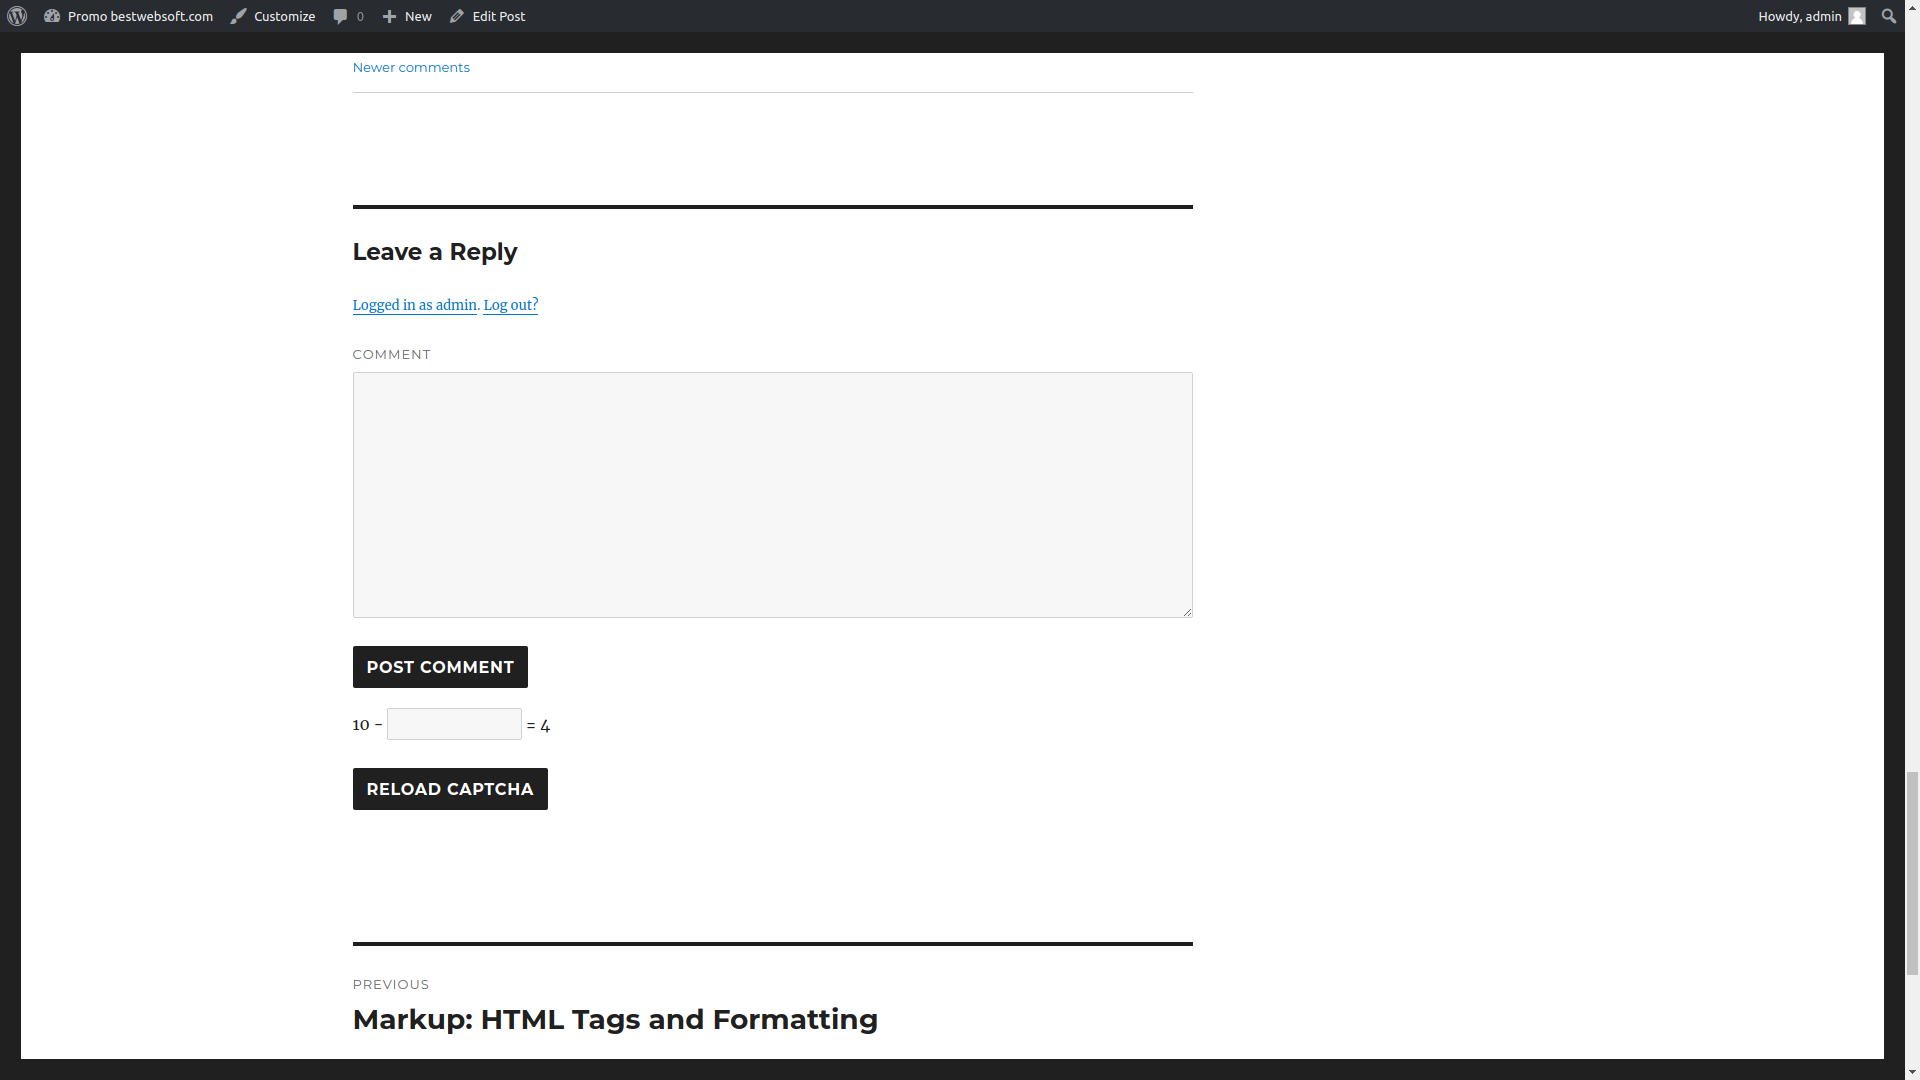 Promo bestwebsoft.com Customize 0 New Edit Post Howdy, admin
Newer comments
Leave a Reply
Logged in as admin. Log out?
COMMENT
POST COMMENT
10 − = 4
RELOAD CAPTCHA
PREVIOUS
Markup: HTML Tags and Formatting